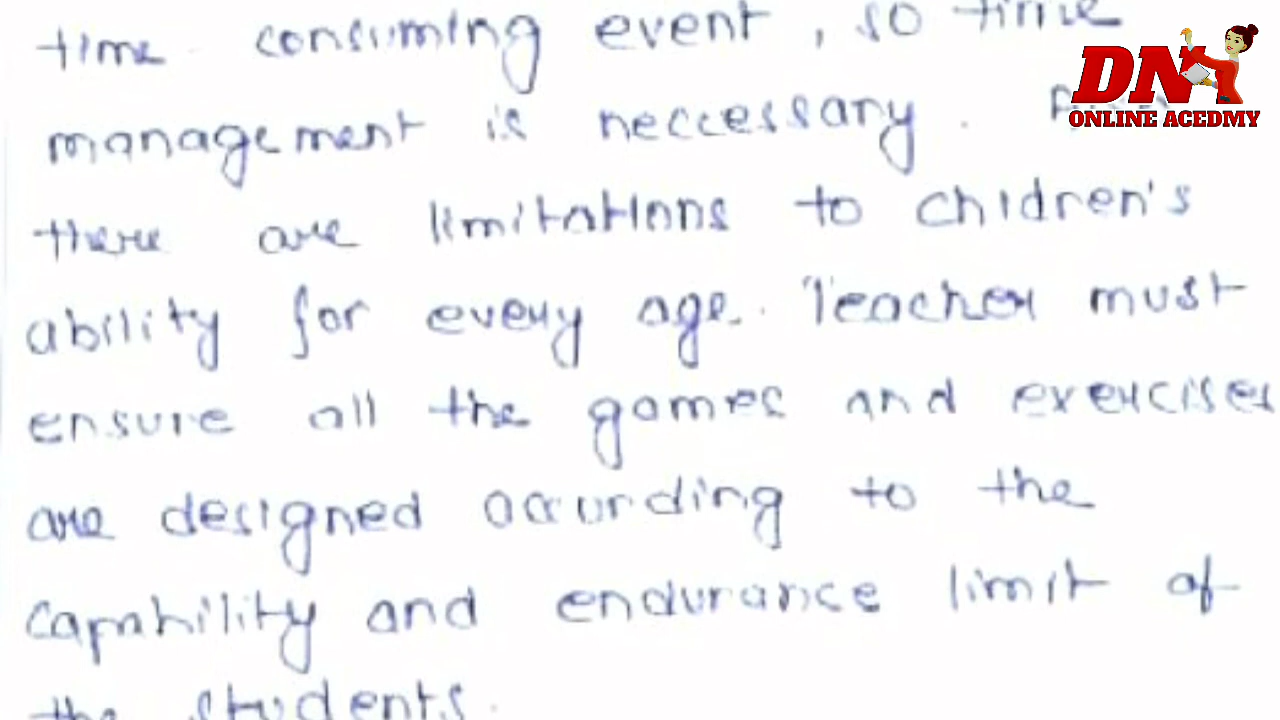 time consuming event, so time
management is neccessary.
there are limitations to children's
ability for every age. Teacher must
ensure all the games and exercises
are designed according to the
capability and endurance limit of
the students.
DN
ONLINE ACEDMY